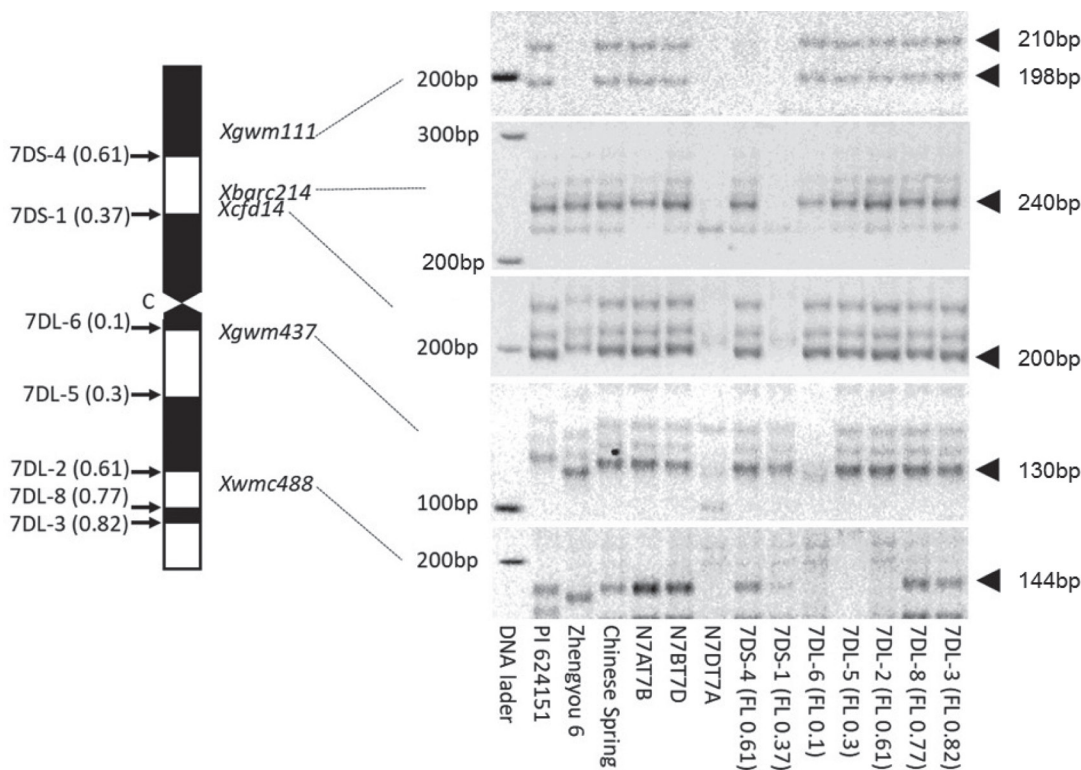 7DS-4 (0.61)
7DS-1 (0.37)
C
7DL-6 (0.1)
7DL-5 (0.3)
7DL-2 (0.61)
7DL-8 (0.77)
7DL-3 (0.82)
Xgwm111
Xbarc214
Xcfd14
Xgwm437
Xwmc488
200bp
300bp
200bp
200bp
100bp
200bp
210bp
198bp
240bp
200bp
130bp
144bp
DNA lader
PI 624151
Zhengyou 6
Chinese Spring
N7AT7B
N7BT7D
N7DT7A
7DS-4 (FL 0.61)
7DS-1 (FL 0.37)
7DL-6 (FL 0.1)
7DL-5 (FL 0.3)
7DL-2 (FL 0.61)
7DL-8 (FL 0.77)
7DL-3 (FL 0.82)